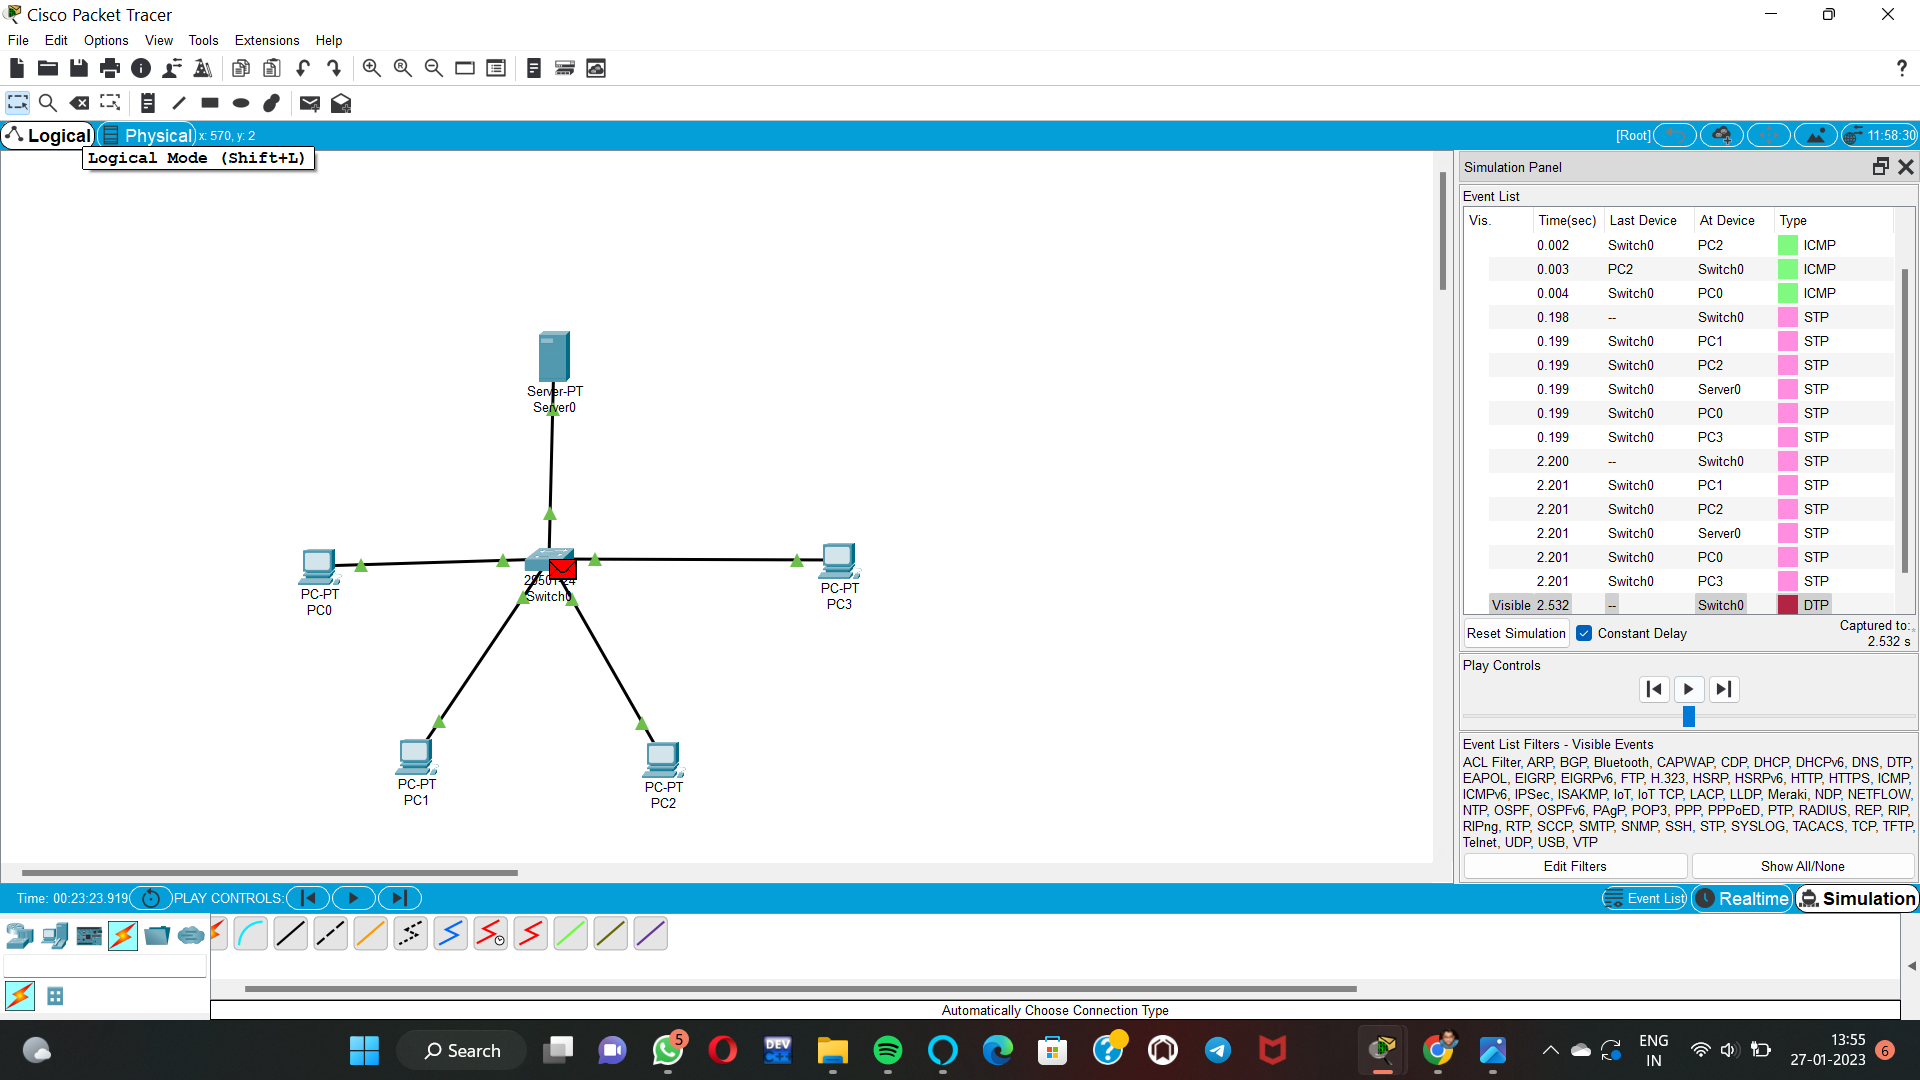 Cisco Packet Tracer
File Edit Options View Tools Extensions Help
Logical Physical x: 570, y: 2 [Root] 11:58:30
Logical Mode (Shift+L)
Server-PT
Server0
PC-PT
PC0
Switch0
PC-PT
PC3
PC-PT
PC1
PC-PT
PC2
Simulation Panel
Event List
Vis. Time(sec) Last Device At Device Type
0.002 Switch0 PC2 ICMP
0.003 PC2 Switch0 ICMP
0.004 Switch0 PC0 ICMP
0.198 -- Switch0 STP
0.199 Switch0 PC1 STP
0.199 Switch0 PC2 STP
0.199 Switch0 Server0 STP
0.199 Switch0 PC0 STP
0.199 Switch0 PC3 STP
2.200 -- Switch0 STP
2.201 Switch0 PC1 STP
2.201 Switch0 PC2 STP
2.201 Switch0 Server0 STP
2.201 Switch0 PC0 STP
2.201 Switch0 PC3 STP
Visible 2.532 -- Switch0 DTP
Reset Simulation Constant Delay Captured to:
2.532 s
Play Controls
Event List Filters - Visible Events
ACL Filter, ARP, BGP, Bluetooth, CAPWAP, CDP, DHCP, DHCPv6, DNS, DTP,
EAPOL, EIGRP, EIGRPv6, FTP, H.323, HSRP, HSRPv6, HTTP, HTTPS, ICMP,
ICMPv6, IPSec, ISAKMP, IoT, IoT TCP, LACP, LLDP, Meraki, NDP, NETFLOW,
NTP, OSPF, OSPFv6, PAgP, POP3, PPP, PPPoED, PTP, RADIUS, REP, RIP,
RIPng, RTP, SCCP, SMTP, SNMP, SSH, STP, SYSLOG, TACACS, TCP, TFTP,
Telnet, UDP, USB, VTP
Edit Filters Show All/None
Time: 00:23:23.919 PLAY CONTROLS: Event List Realtime Simulation
Automatically Choose Connection Type
Search DEV C++ 5 ENG
IN
13:55
27-01-2023 6